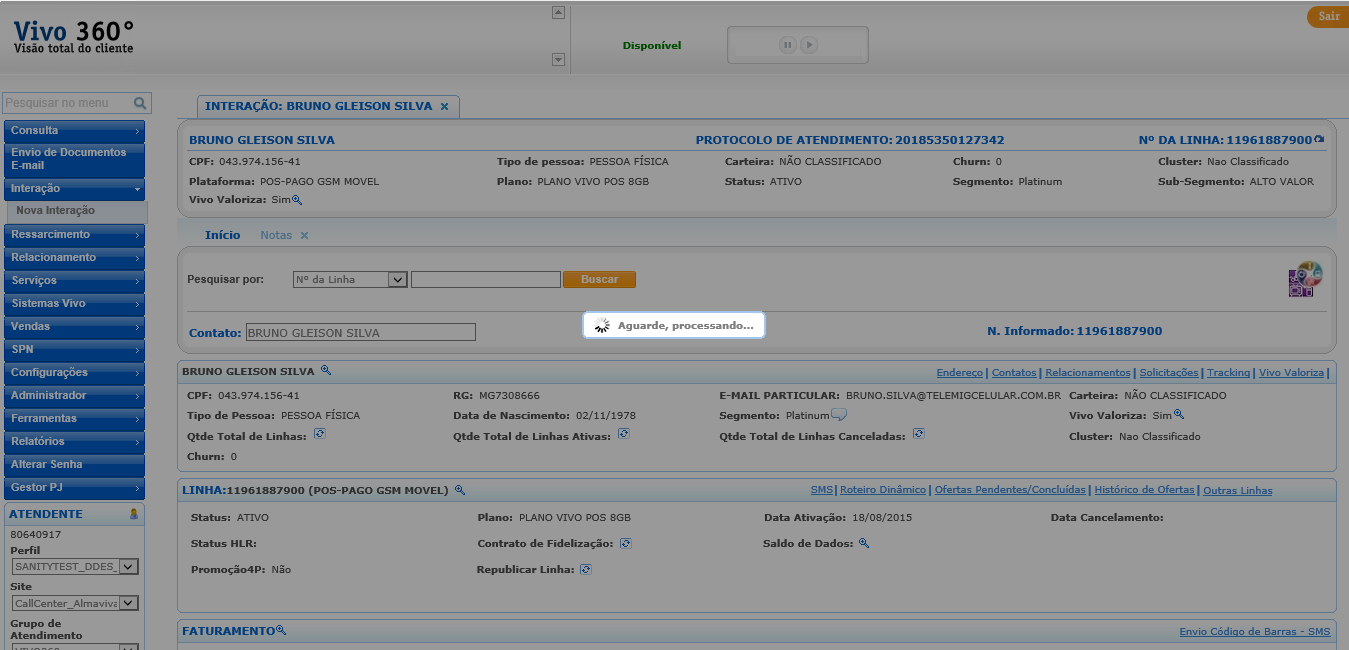 Vivo 360°
Visão total do cliente
Disponível
Sair
Pesquisar no menu
Consulta
Envio de Documentos
E-mail
Interação
Nova Interação
Ressarcimento
Relacionamento
Serviços
Sistemas Vivo
Vendas
SPN
Configurações
Administrador
Ferramentas
Relatórios
Alterar Senha
Gestor PJ
ATENDENTE
80640917
Perfil
SANITYTEST_DDES_
Site
CallCenter_Almaviva
Grupo de
Atendimento
VIVO360
INTERAÇÃO: BRUNO GLEISON SILVA
BRUNO GLEISON SILVA PROTOCOLO DE ATENDIMENTO: 20185350127342 Nº DA LINHA: 11961887900
CPF: 043.974.156-41 Tipo de pessoa: PESSOA FÍSICA Carteira: NÃO CLASSIFICADO Churn: 0 Cluster: Nao Classificado
Plataforma: POS-PAGO GSM MOVEL Plano: PLANO VIVO POS 8GB Status: ATIVO Segmento: Platinum Sub-Segmento: ALTO VALOR
Vivo Valoriza: Sim
Início Notas
Pesquisar por: Nº da Linha Buscar
Aguarde, processando...
Contato: BRUNO GLEISON SILVA N. Informado: 11961887900
BRUNO GLEISON SILVA Endereço | Contatos | Relacionamentos | Solicitações | Tracking | Vivo Valoriza |
CPF: 043.974.156-41 RG: MG7308666 E-MAIL PARTICULAR: BRUNO.SILVA@TELEMIGCELULAR.COM.BR Carteira: NÃO CLASSIFICADO
Tipo de Pessoa: PESSOA FÍSICA Data de Nascimento: 02/11/1978 Segmento: Platinum Vivo Valoriza: Sim
Qtde Total de Linhas: Qtde Total de Linhas Ativas: Qtde Total de Linhas Canceladas: Cluster: Nao Classificado
Churn: 0
LINHA:11961887900 (POS-PAGO GSM MOVEL) SMS | Roteiro Dinâmico | Ofertas Pendentes/Concluídas | Histórico de Ofertas | Outras Linhas
Status: ATIVO Plano: PLANO VIVO POS 8GB Data Ativação: 18/08/2015 Data Cancelamento:
Status HLR: Contrato de Fidelização: Saldo de Dados:
Promoção4P: Não Republicar Linha:
FATURAMENTO Envio Código de Barras - SMS